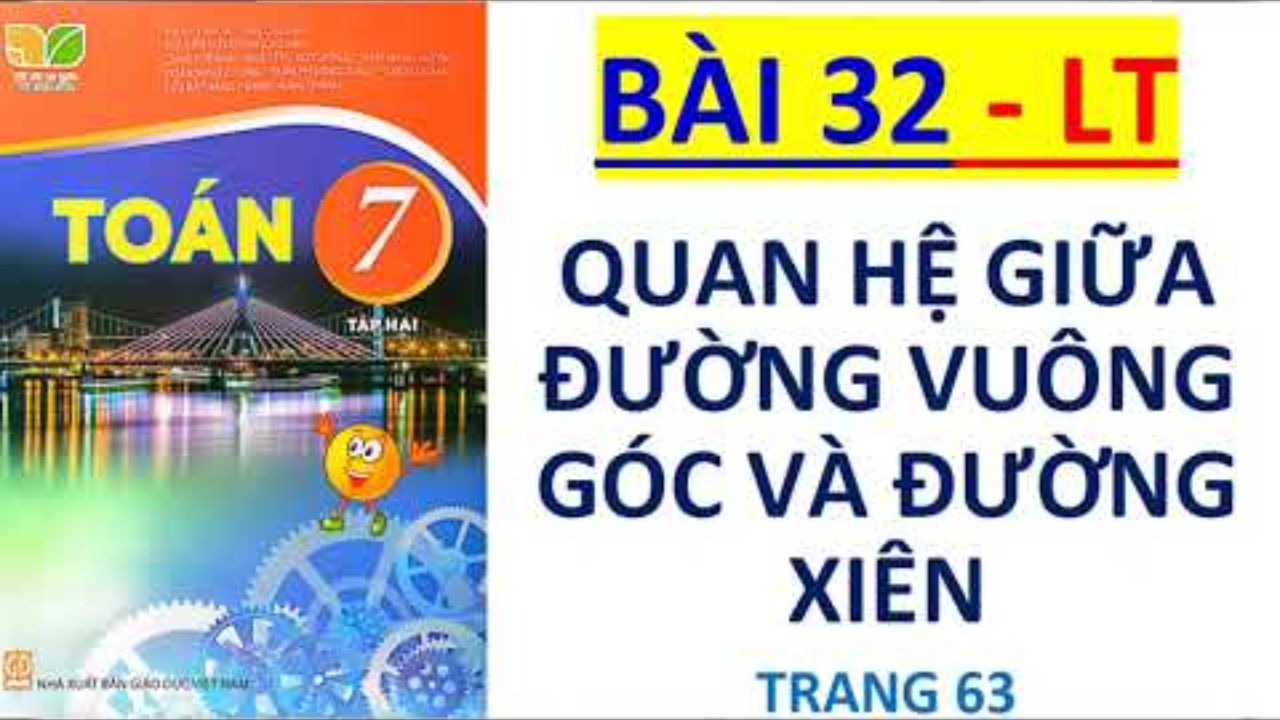 TOÁN 7
TẬP HAI
NHÀ XUẤT BẢN GIÁO DỤC VIỆT NAM
BÀI 32 - LT
QUAN HỆ GIỮA
ĐƯỜNG VUÔNG
GÓC VÀ ĐƯỜNG
XIÊN
TRANG 63